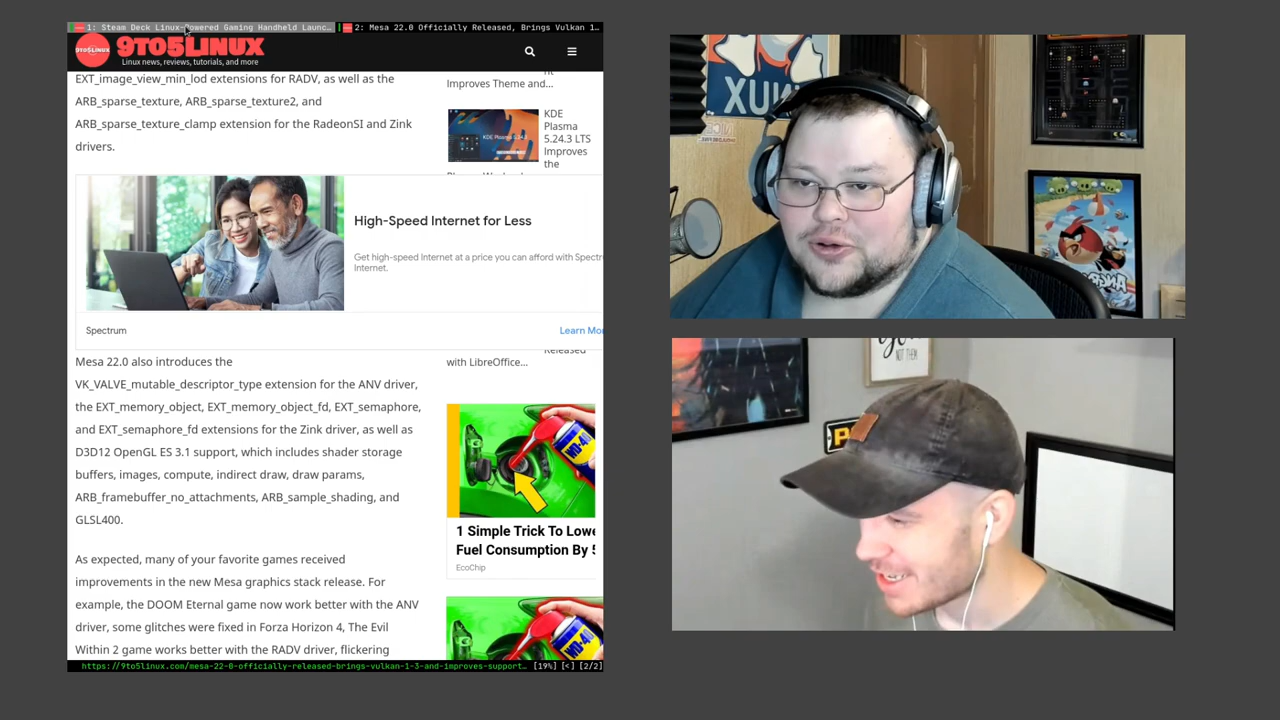 1: Steam Deck Linux-Powered Gaming Handheld Launc…
2: Mesa 22.0 Officially Released, Brings Vulkan 1…
9TO5LINUX
9TO5LINUX
Linux news, reviews, tutorials, and more
EXT_image_view_min_lod extensions for RADV, as well as the
ARB_sparse_texture, ARB_sparse_texture2, and
ARB_sparse_texture_clamp extension for the RadeonSI and Zink
drivers.
Improves Theme and...
KDE
Plasma
5.24.3 LTS
Improves
the
High-Speed Internet for Less
Get high-speed Internet at a price you can afford with Spectr
Internet.
Spectrum
Learn Mo
Released
with LibreOffice...
Mesa 22.0 also introduces the
VK_VALVE_mutable_descriptor_type extension for the ANV driver,
the EXT_memory_object, EXT_memory_object_fd, EXT_semaphore,
and EXT_semaphore_fd extensions for the Zink driver, as well as
D3D12 OpenGL ES 3.1 support, which includes shader storage
buffers, images, compute, indirect draw, draw params,
ARB_framebuffer_no_attachments, ARB_sample_shading, and
GLSL400.
As expected, many of your favorite games received
improvements in the new Mesa graphics stack release. For
example, the DOOM Eternal game now work better with the ANV
driver, some glitches were fixed in Forza Horizon 4, The Evil
Within 2 game works better with the RADV driver, flickering
WD-40
1 Simple Trick To Lowe
Fuel Consumption By 5
EcoChip
https://9to5linux.com/mesa-22-0-officially-released-brings-vulkan-1-3-and-improves-support… [19%] [<] [2/2]
NOT THEM